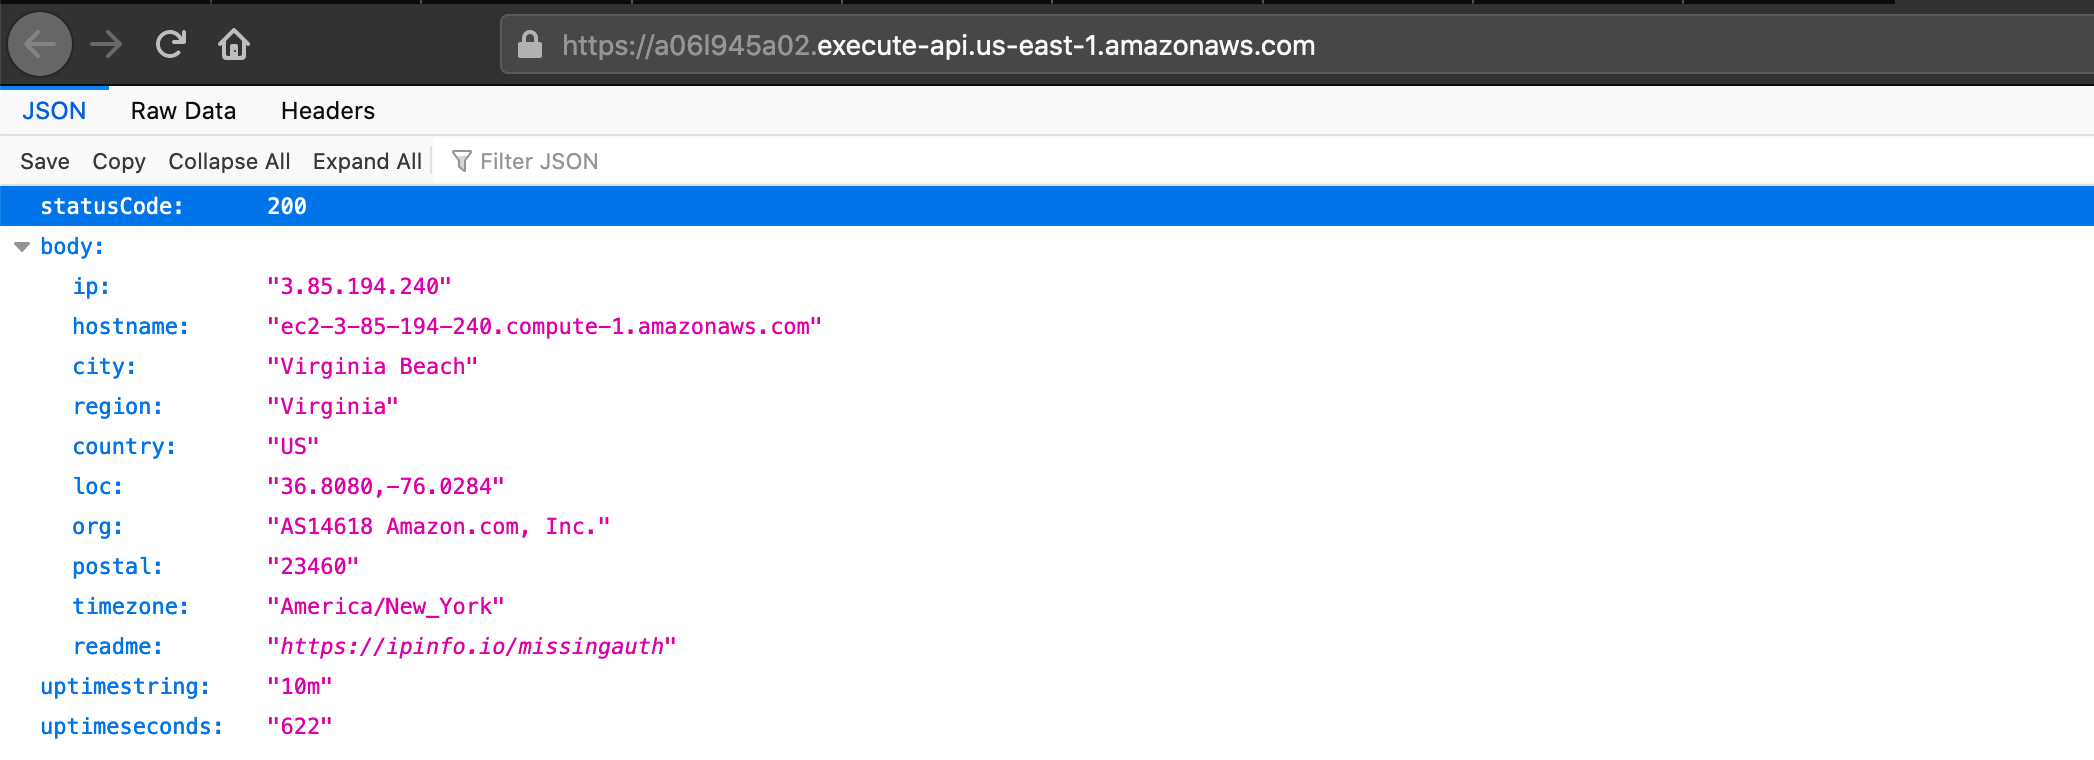 https://a06l945a02.execute-api.us-east-1.amazonaws.com
JSON Raw Data Headers
Save Copy Collapse All Expand All Filter JSON
statusCode: 200
body:
ip: "3.85.194.240"
hostname: "ec2-3-85-194-240.compute-1.amazonaws.com"
city: "Virginia Beach"
region: "Virginia"
country: "US"
loc: "36.8080,-76.0284"
org: "AS14618 Amazon.com, Inc."
postal: "23460"
timezone: "America/New_York"
readme: "https://ipinfo.io/missingauth"
uptimestring: "10m"
uptimeseconds: "622"